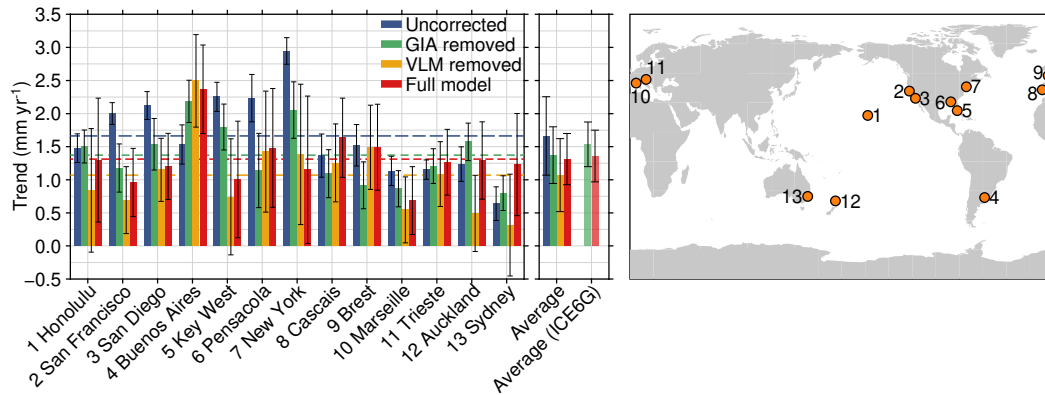 Trend (mm yr⁻¹)
3.5
3.0
2.5
2.0
1.5
1.0
0.5
0.0
−0.5
Uncorrected
GIA removed
VLM removed
Full model
1 Honolulu
2 San Francisco
3 San Diego
4 Buenos Aires
5 Key West
6 Pensacola
7 New York
8 Cascais
9 Brest
10 Marseille
11 Trieste
12 Auckland
13 Sydney
Average
Average (ICE6G)
11
10
1
2
3
6
5
7
9
8
4
13
12